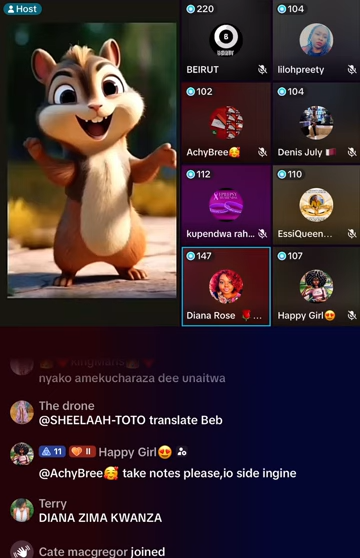 Host
220
BEIRUT
104
lilohpreety
102
AchyBree🥰
104
Denis July
112
kupendwa rah...
110
EssiQueen...
147
Diana Rose 🌹...
107
Happy Girl😍
nyako amekucharaza dee unaitwa
The drone
@SHEELAAH-TOTO translate Beb
11 II Happy Girl😍
@AchyBree🥰 take notes please,io side ingine
Terry
DIANA ZIMA KWANZA
Cate macgregor joined